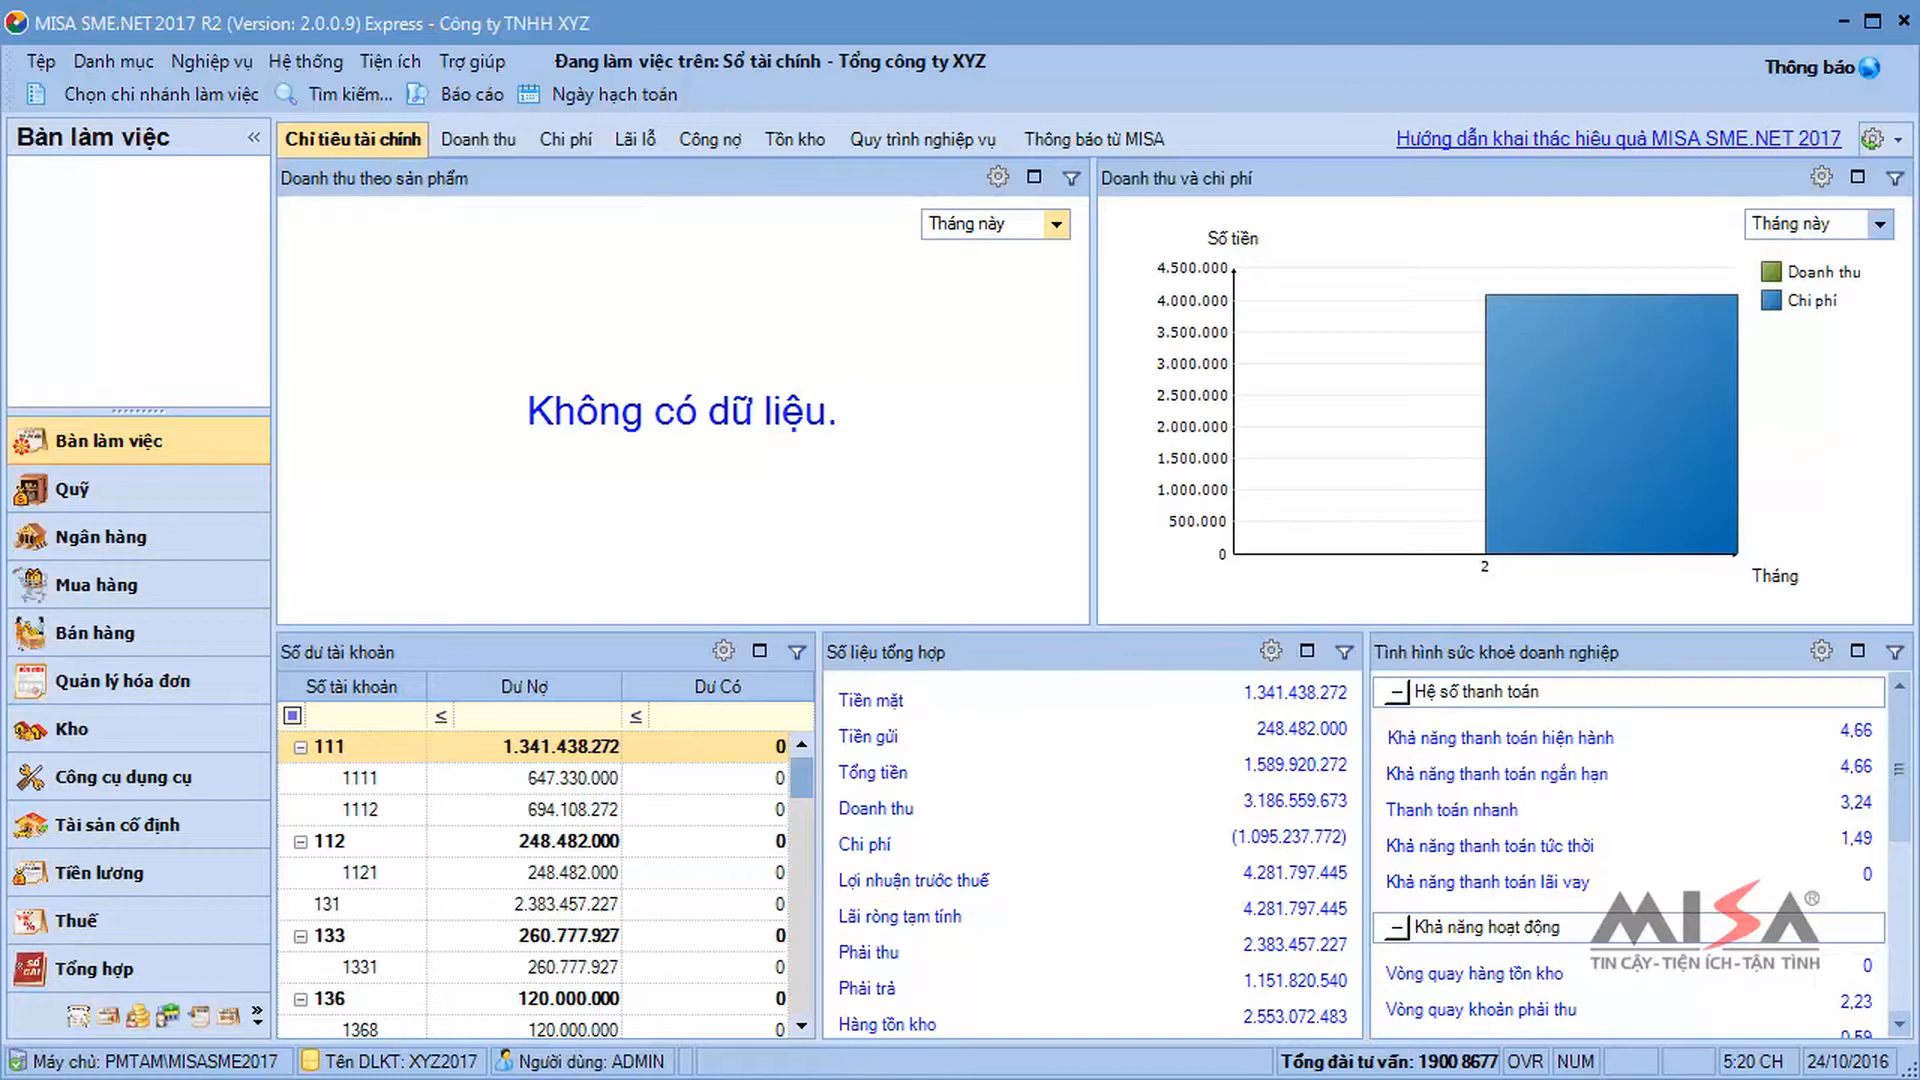 MISA SME.NET 2017 R2 (Version: 2.0.0.9) Express - Công ty TNHH XYZ
Tệp Danh mục Nghiệp vụ Hệ thống Tiện ích Trợ giúp Đang làm việc trên: Sổ tài chính - Tổng công ty XYZ
Thông báo
Chọn chi nhánh làm việc Tìm kiếm... Báo cáo Ngày hạch toán
Bàn làm việc
Chỉ tiêu tài chính Doanh thu Chi phí Lãi lỗ Công nợ Tồn kho Quy trình nghiệp vụ Thông báo từ MISA
Hướng dẫn khai thác hiệu quả MISA SME.NET 2017
Doanh thu theo sản phẩm
Tháng này
Không có dữ liệu.
Doanh thu và chi phí
Tháng này
Số tiền
4.500.000
4.000.000
3.500.000
3.000.000
2.500.000
2.000.000
1.500.000
1.000.000
500.000
0
2
Tháng
Doanh thu
Chi phí
Bàn làm việc
Quỹ
Ngân hàng
Mua hàng
Bán hàng
Quản lý hóa đơn
Kho
Công cụ dụng cụ
Tài sản cố định
Tiền lương
Thuế
Tổng hợp
Số dư tài khoản
Số tài khoản Dư Nợ Dư Có
≤ ≤
111 1.341.438.272 0
1111 647.330.000 0
1112 694.108.272 0
112 248.482.000 0
1121 248.482.000 0
131 2.383.457.227 0
133 260.777.927 0
1331 260.777.927 0
136 120.000.000 0
1368 120.000.000 0
Số liệu tổng hợp
Tiền mặt 1.341.438.272
Tiền gửi 248.482.000
Tổng tiền 1.589.920.272
Doanh thu 3.186.559.673
Chi phí (1.095.237.772)
Lợi nhuận trước thuế 4.281.797.445
Lãi ròng tạm tính 4.281.797.445
Phải thu 2.383.457.227
Phải trả 1.151.820.540
Hàng tồn kho 2.553.072.483
Tình hình sức khoẻ doanh nghiệp
Hệ số thanh toán
Khả năng thanh toán hiện hành 4,66
Khả năng thanh toán ngắn hạn 4,66
Thanh toán nhanh 3,24
Khả năng thanh toán tức thời 1,49
Khả năng thanh toán lãi vay 0
Khả năng hoạt động
Vòng quay hàng tồn kho 0
Vòng quay khoản phải thu 2,23
0,59
MISA®
TIN CẬY-TIỆN ÍCH-TẬN TÌNH
Máy chủ: PMTAM\MISASME2017 Tên DLKT: XYZ2017 Người dùng: ADMIN Tổng đài tư vấn: 1900 8677 OVR NUM 5:20 CH 24/10/2016